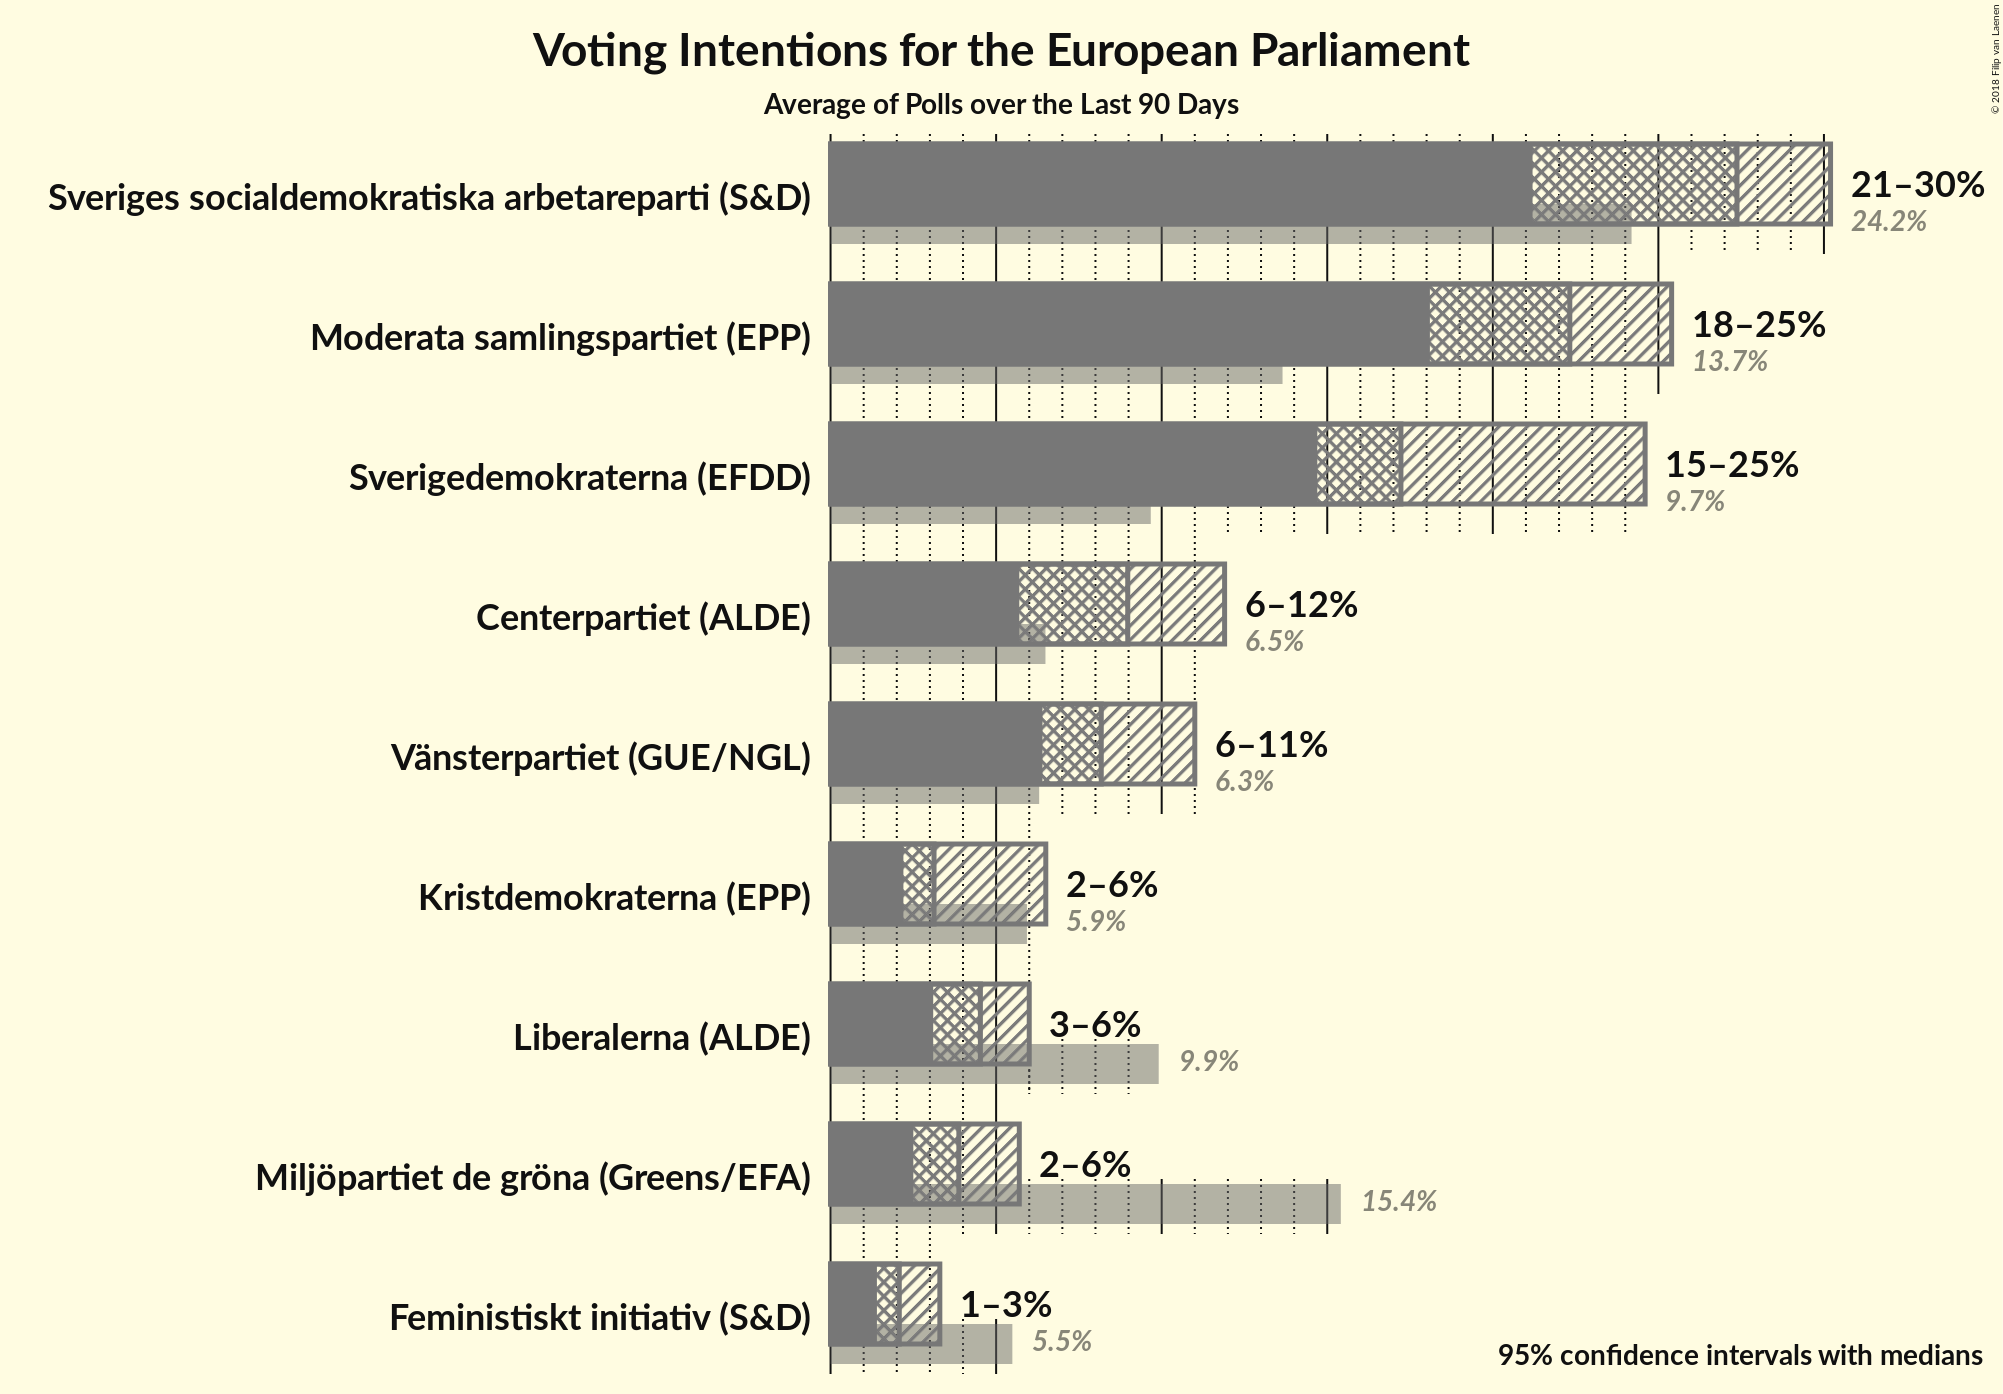 Voting Intentions for the European Parliament
Average of Polls over the Last 90 Days
© 2018 Filip van Laenen
Sveriges socialdemokratiska arbetareparti (S&D)
21–30%
24.2%
Moderata samlingspartiet (EPP)
18–25%
13.7%
Sverigedemokraterna (EFDD)
15–25%
9.7%
Centerpartiet (ALDE)
6–12%
6.5%
Vänsterpartiet (GUE/NGL)
6–11%
6.3%
Kristdemokraterna (EPP)
2–6%
5.9%
Liberalerna (ALDE)
3–6%
9.9%
Miljöpartiet de gröna (Greens/EFA)
2–6%
15.4%
Feministiskt initiativ (S&D)
1–3%
5.5%
95% confidence intervals with medians